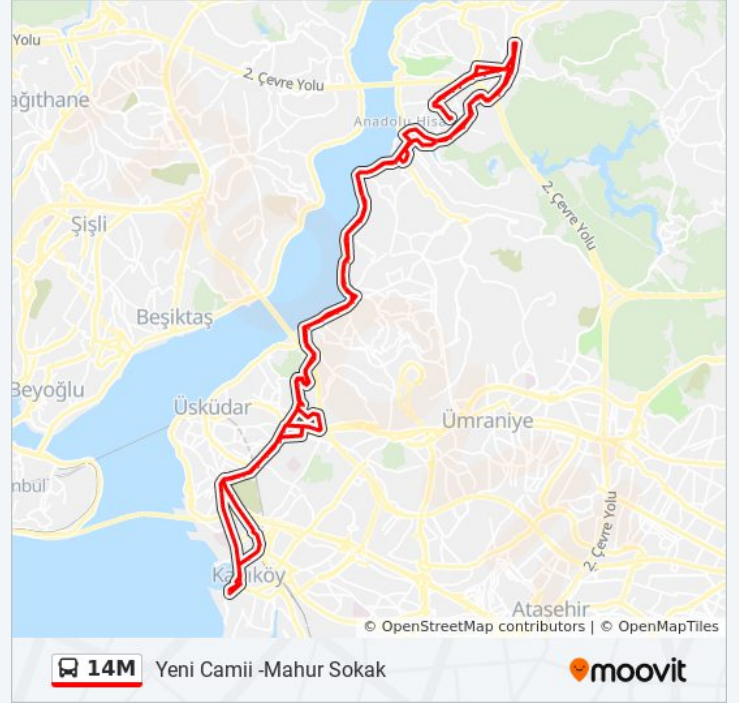 Yolu
2. Çevre Yolu
ağıthane
Anadolu Hisa
2. Çevre Yolu
Şişli
Beşiktaş
Beyoğlu
Üsküdar
Ümraniye
nbul
2. Çevre Yolu
Kadıköy
Ataşehir
© OpenStreetMap contributors | © OpenMapTiles
14M Yeni Camii -Mahur Sokak
moovit